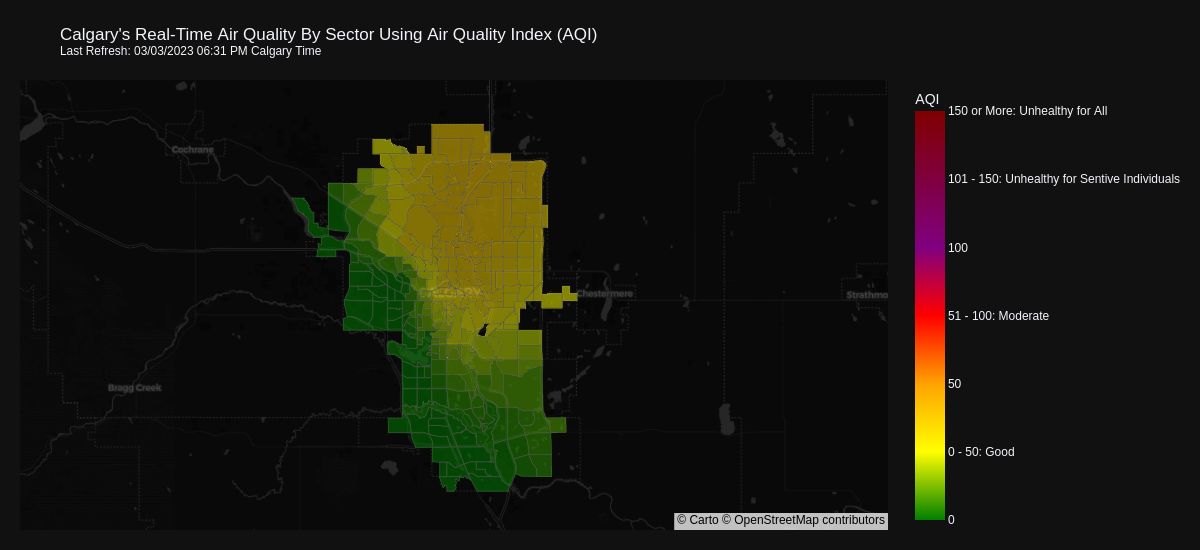 Calgary's Real-Time Air Quality By Sector Using Air Quality Index (AQI)
Last Refresh: 03/03/2023 06:31 PM Calgary Time
AQI
150 or More: Unhealthy for All
Cochrane
101 - 150: Unhealthy for Sentive Individuals
100
CALGARY
Chestermere
Strathmo
51 - 100: Moderate
Bragg Creek
50
0 - 50: Good
0
© Carto © OpenStreetMap contributors